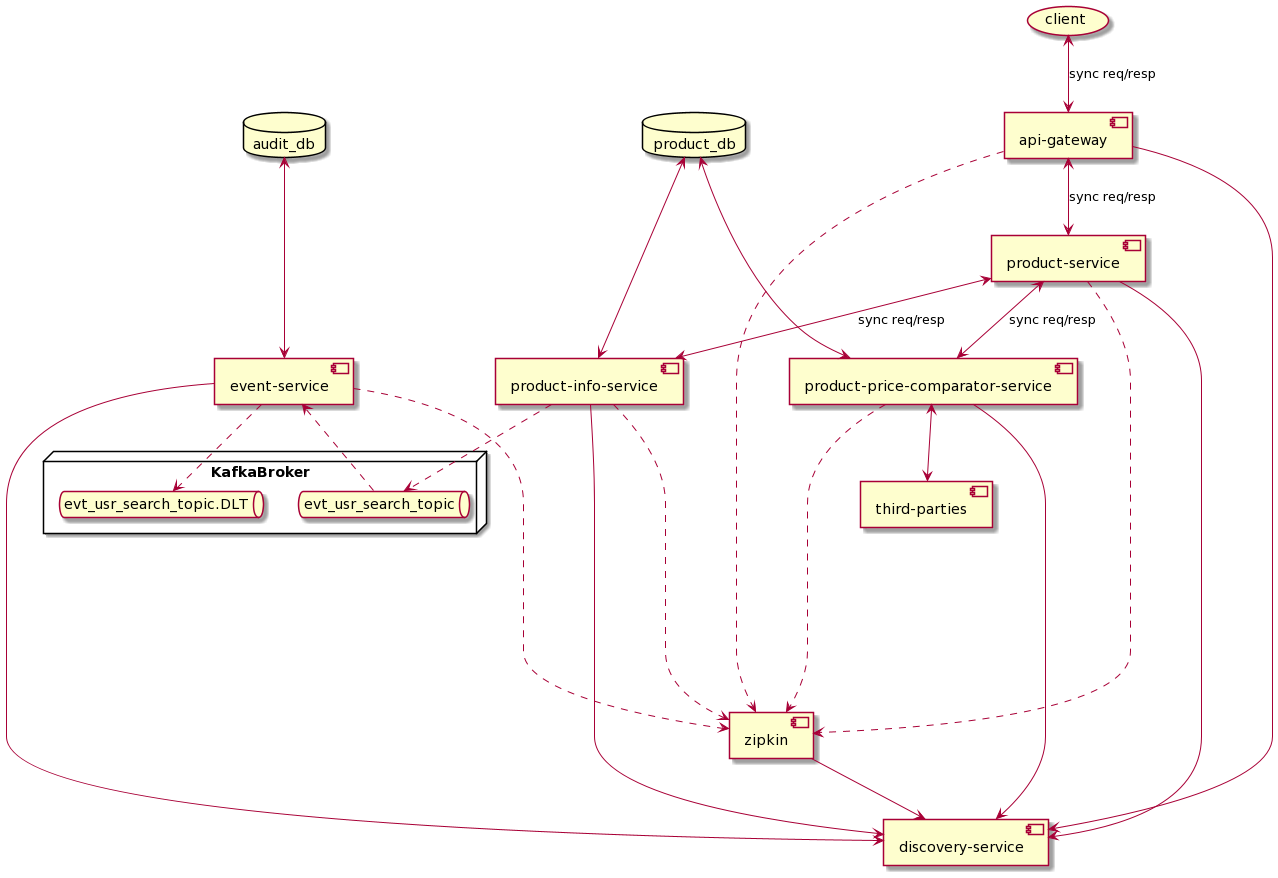 client
sync req/resp
audit_db
product_db
api-gateway
sync req/resp
product-service
sync req/resp
sync req/resp
event-service
product-info-service
product-price-comparator-service
KafkaBroker
evt_usr_search_topic.DLT
evt_usr_search_topic
third-parties
zipkin
discovery-service